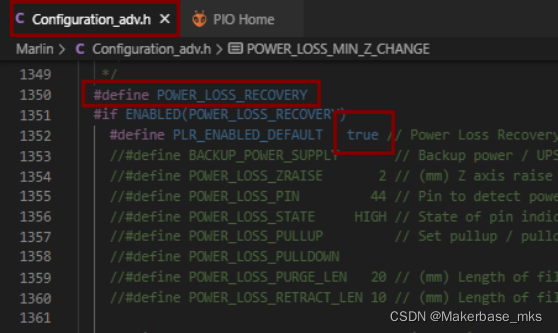 C Configuration_adv.h × PIO Home
Marlin > C Configuration_adv.h > POWER_LOSS_MIN_Z_CHANGE
1349 */
1350 #define POWER_LOSS_RECOVERY
1351 #if ENABLED(POWER_LOSS_RECOVERY)
1352 #define PLR_ENABLED_DEFAULT true // Power Loss Recovery
1353 //#define BACKUP_POWER_SUPPLY // Backup power / UPS
1354 //#define POWER_LOSS_ZRAISE 2 // (mm) Z axis raise
1355 //#define POWER_LOSS_PIN 44 // Pin to detect powe
1356 //#define POWER_LOSS_STATE HIGH // State of pin indic
1357 //#define POWER_LOSS_PULLUP // Set pullup / pulld
1358 //#define POWER_LOSS_PULLDOWN
1359 //#define POWER_LOSS_PURGE_LEN 20 // (mm) Length of fil
1360 //#define POWER_LOSS_RETRACT_LEN 10 // (mm) Length of fil
1361
CSDN @Makerbase_mks